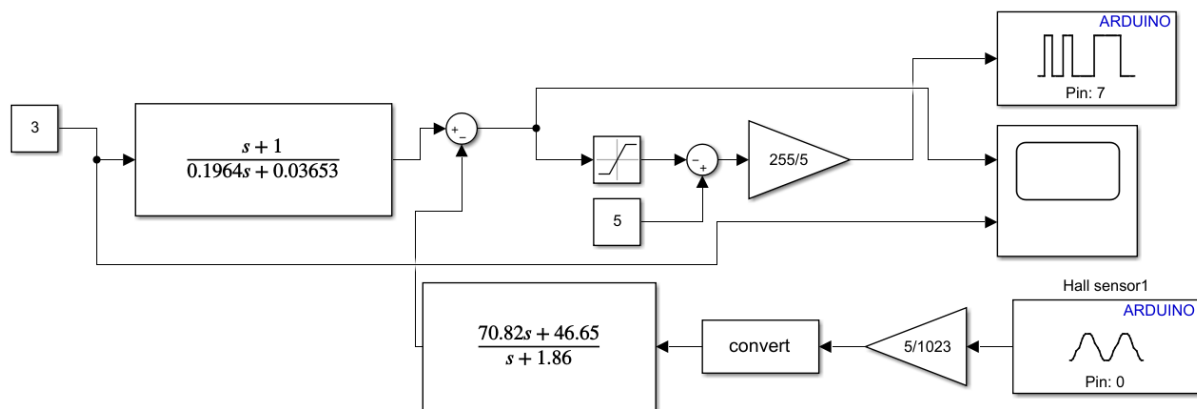 ARDUINO
Pin: 7
3
s + 1
0.1964s + 0.03653
+
−
−
+
255/5
5
Hall sensor1
ARDUINO
70.82s + 46.65
s + 1.86
convert
5/1023
Pin: 0